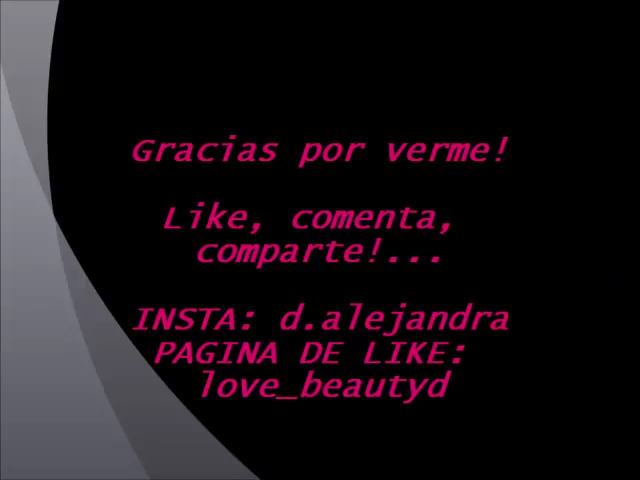 Gracias por verme!
Like, comenta,
comparte!...
INSTA: d.alejandra
PAGINA DE LIKE:
love_beautyd